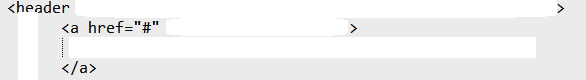 <header >
<a href="#" >
</a>